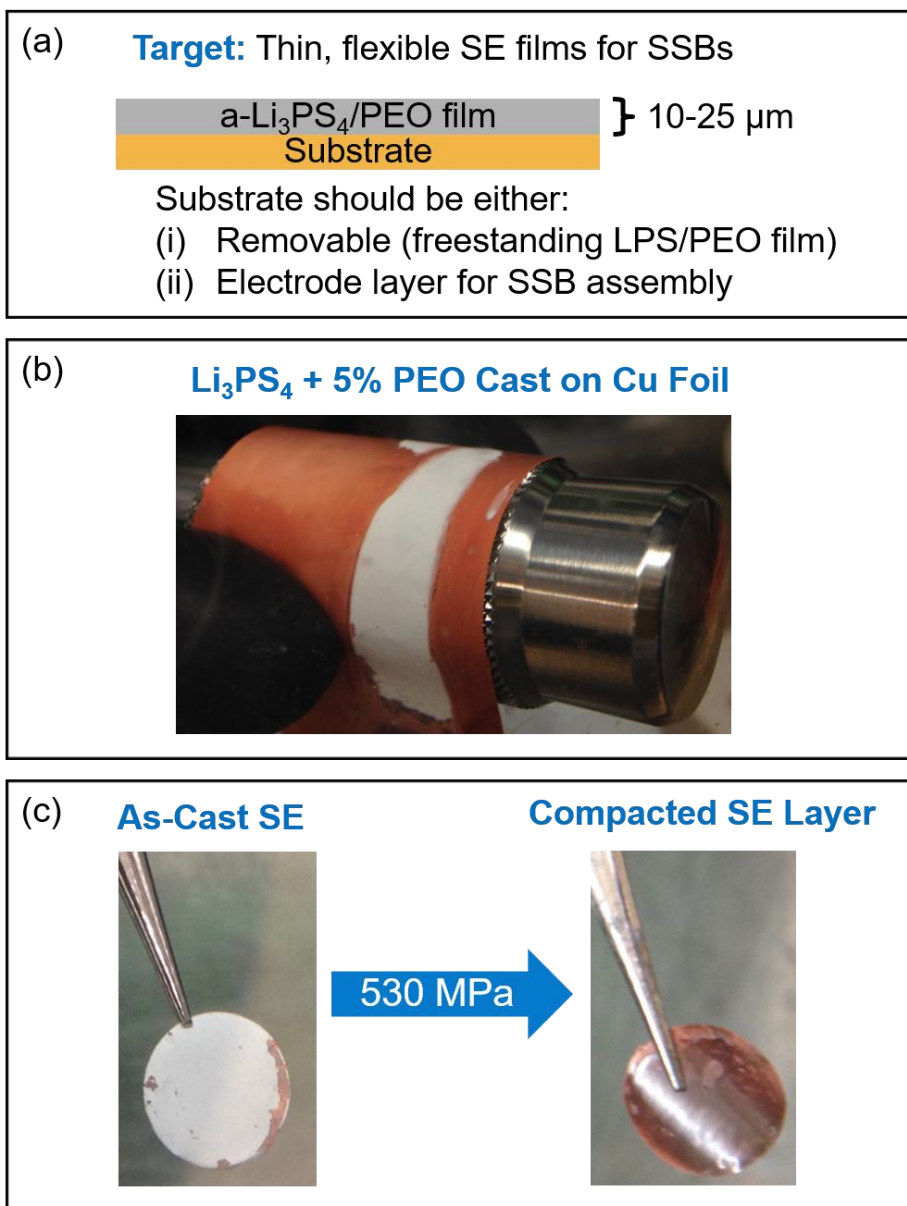 (a)
Target: Thin, flexible SE films for SSBs
a-Li₃PS₄/PEO film
} 10-25 µm
Substrate
Substrate should be either:
(i) Removable (freestanding LPS/PEO film)
(ii) Electrode layer for SSB assembly
(b)
Li₃PS₄ + 5% PEO Cast on Cu Foil
(c)
As-Cast SE
Compacted SE Layer
530 MPa